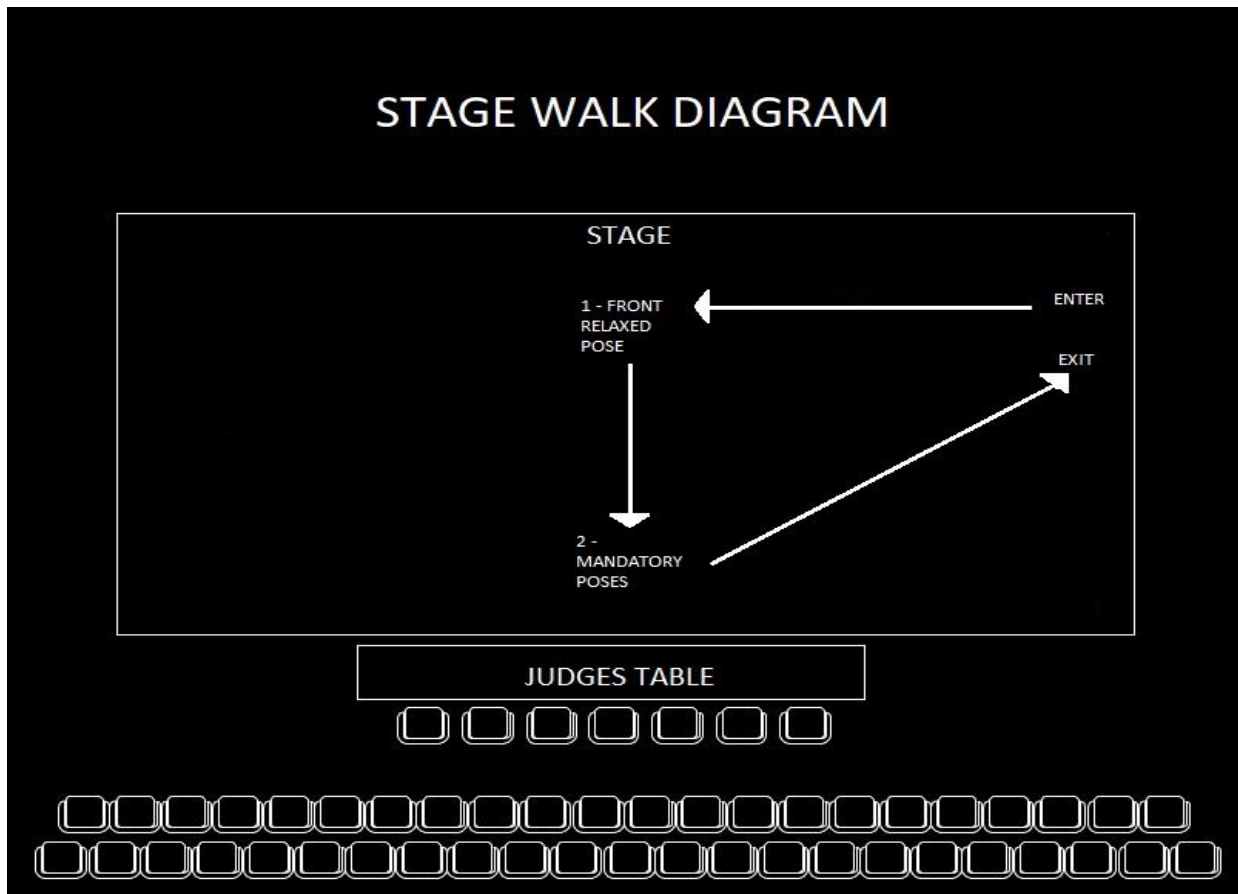 STAGE WALK DIAGRAM
STAGE
1 - FRONT
RELAXED
POSE
ENTER
EXIT
2 -
MANDATORY
POSES
JUDGES TABLE